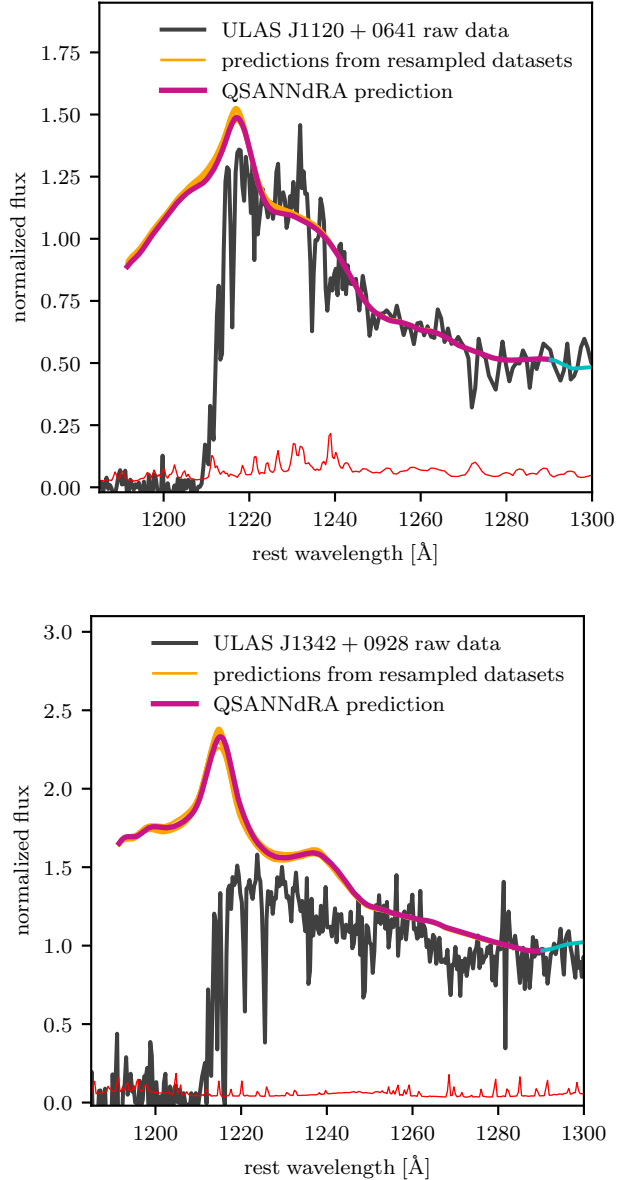 ULAS J1120 + 0641 raw data
predictions from resampled datasets
QSANNdRA prediction
normalized flux
1.75
1.50
1.25
1.00
0.75
0.50
0.25
0.00
1200 1220 1240 1260 1280 1300
rest wavelength [Å]
ULAS J1342 + 0928 raw data
predictions from resampled datasets
QSANNdRA prediction
normalized flux
3.0
2.5
2.0
1.5
1.0
0.5
0.0
1200 1220 1240 1260 1280 1300
rest wavelength [Å]